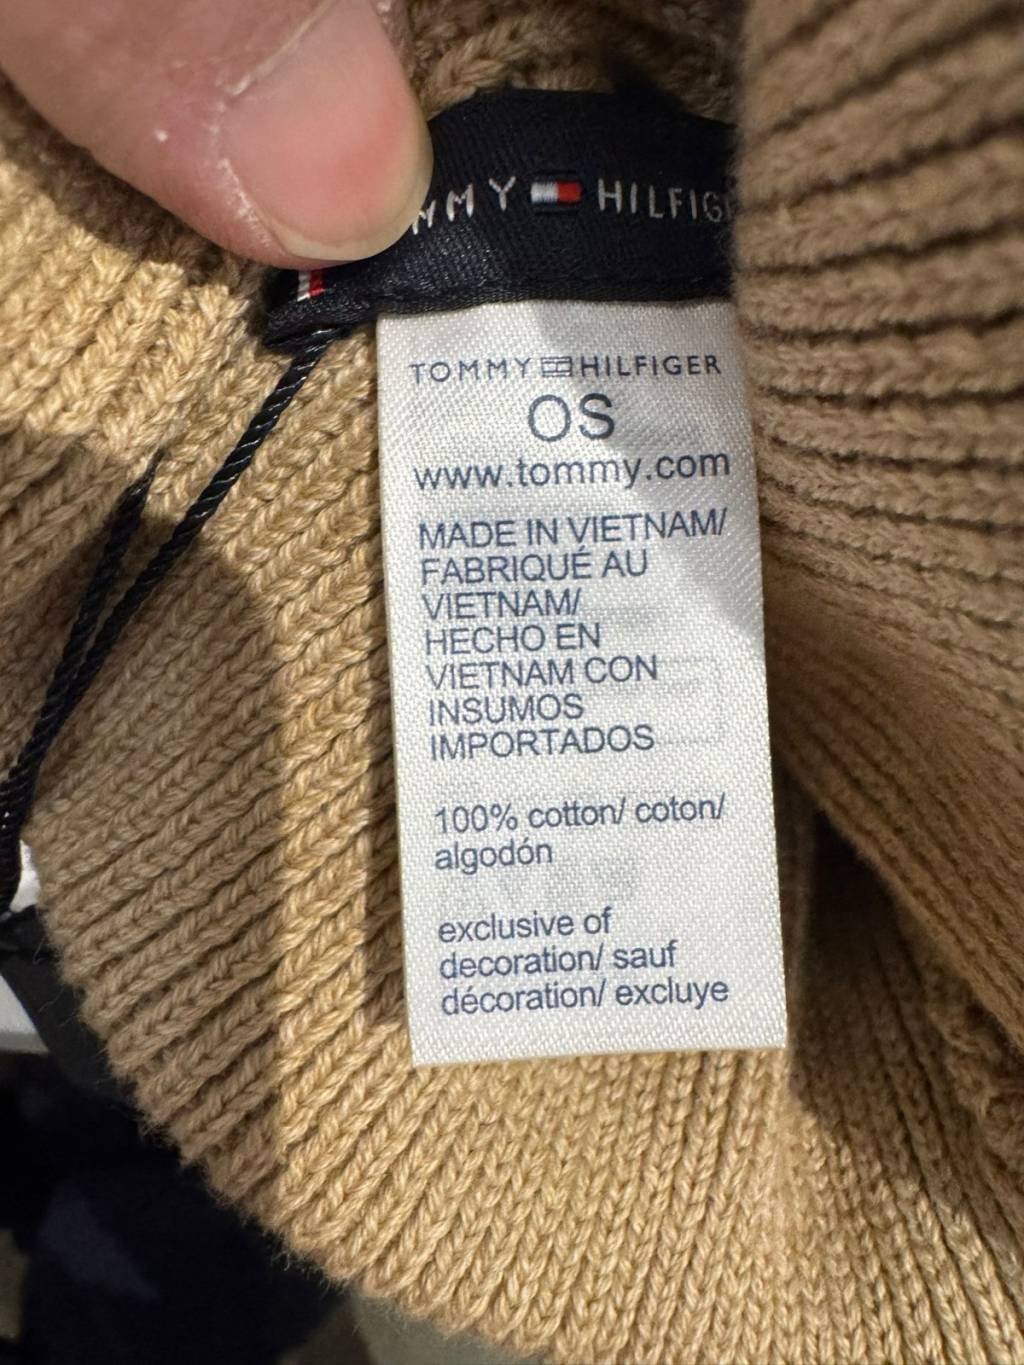 HILFIG
TOMMY HILFIGER
OS
www.tommy.com
MADE IN VIETNAM/
FABRIQUÉ AU
VIETNAM/
HECHO EN
VIETNAM CON
INSUMOS
IMPORTADOS
100% cotton/ coton/
algodón
exclusive of
decoration/ sauf
décoration/ excluye